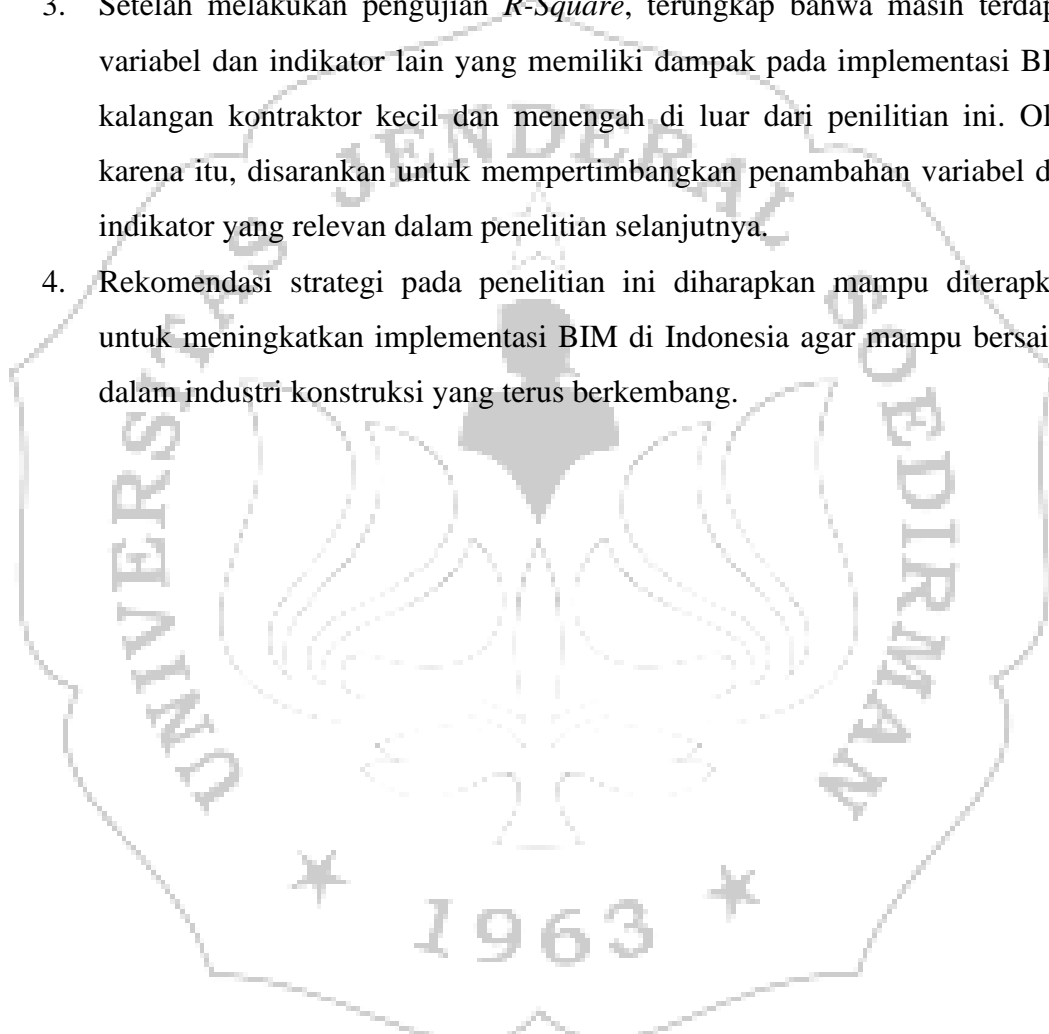 3. Setelah melakukan pengujian R-Square, terungkap bahwa masih terdap
variabel dan indikator lain yang memiliki dampak pada implementasi BI
kalangan kontraktor kecil dan menengah di luar dari penilitian ini. Ol
karena itu, disarankan untuk mempertimbangkan penambahan variabel d
indikator yang relevan dalam penelitian selanjutnya.
4. Rekomendasi strategi pada penelitian ini diharapkan mampu diterapk
untuk meningkatkan implementasi BIM di Indonesia agar mampu bersai
dalam industri konstruksi yang terus berkembang.
UNIVERSITAS JENDERAL SOEDIRMAN
1963